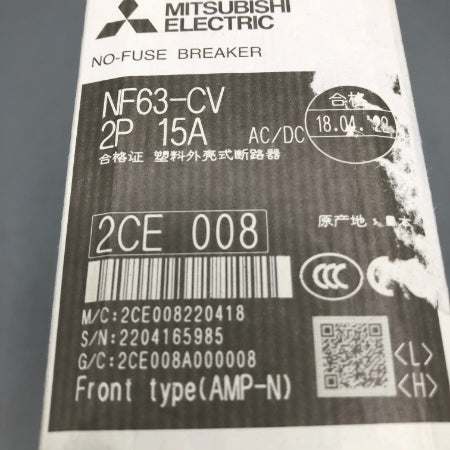 MITSUBISHI
ELECTRIC
NO-FUSE BREAKER
NF63-CV
2P 15A AC/DC
合格
18.04.22
合格证 塑料外壳式断路器
2CE 008
原产地:日本
M/C:2CE008220418
S/N:2204165985
G/C:2CE008A000008
Front type(AMP-N)
<L>
<H>